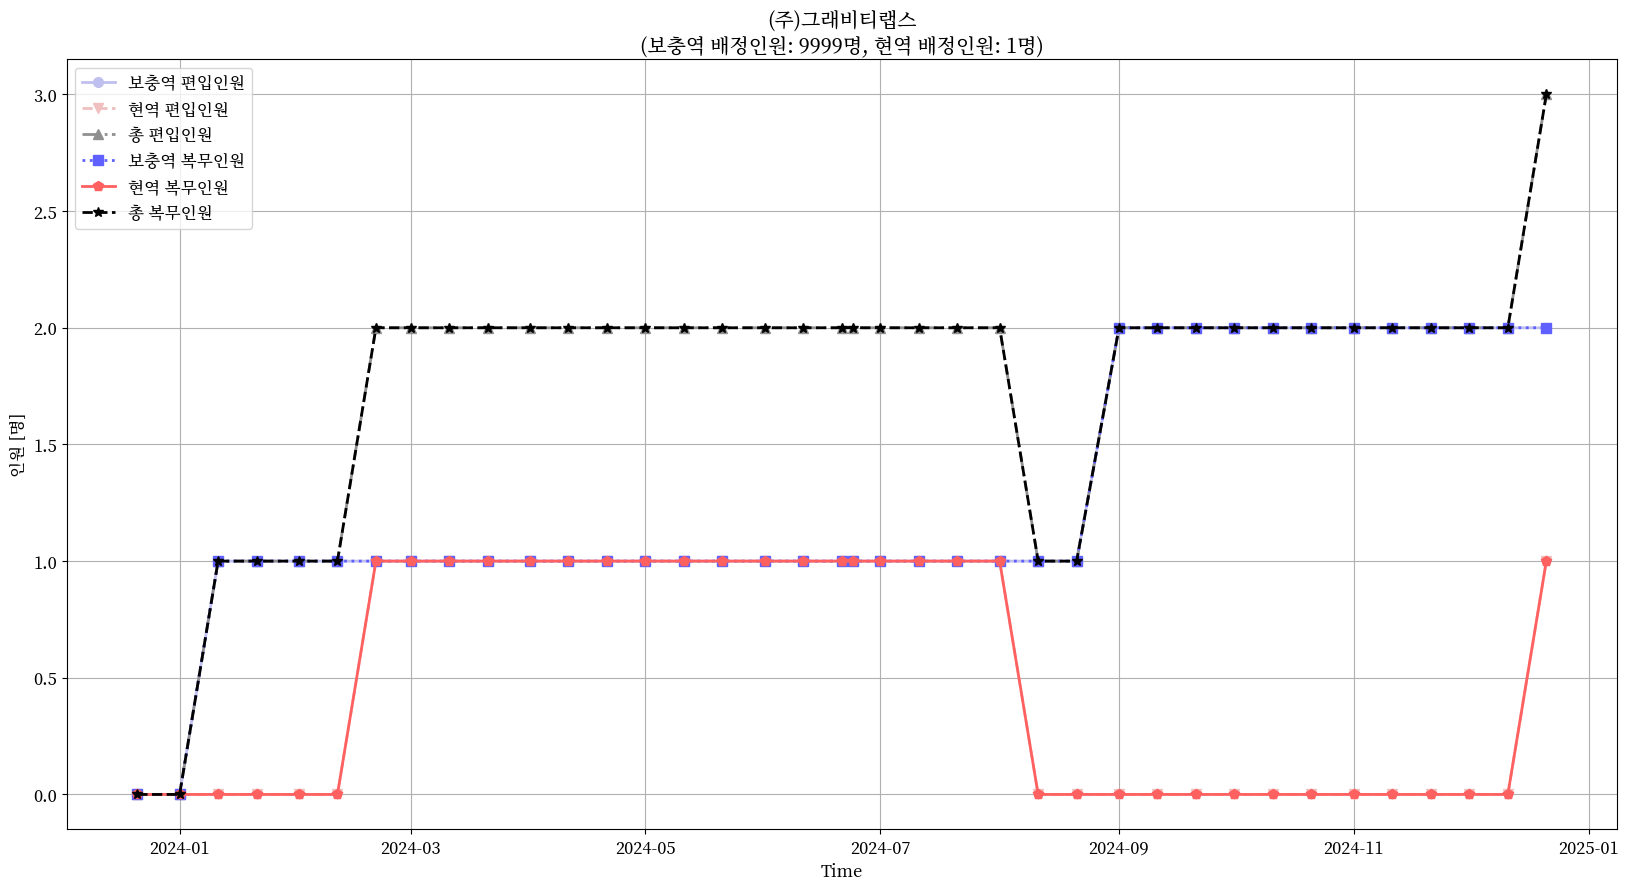 (주)그래비티랩스
(보충역 배정인원: 9999명, 현역 배정인원: 1명)
보충역 편입인원
현역 편입인원
총 편입인원
보충역 복무인원
현역 복무인원
총 복무인원
인원 [명]
3.0
2.5
2.0
1.5
1.0
0.5
0.0
2024-01
2024-03
2024-05
2024-07
2024-09
2024-11
2025-01
Time